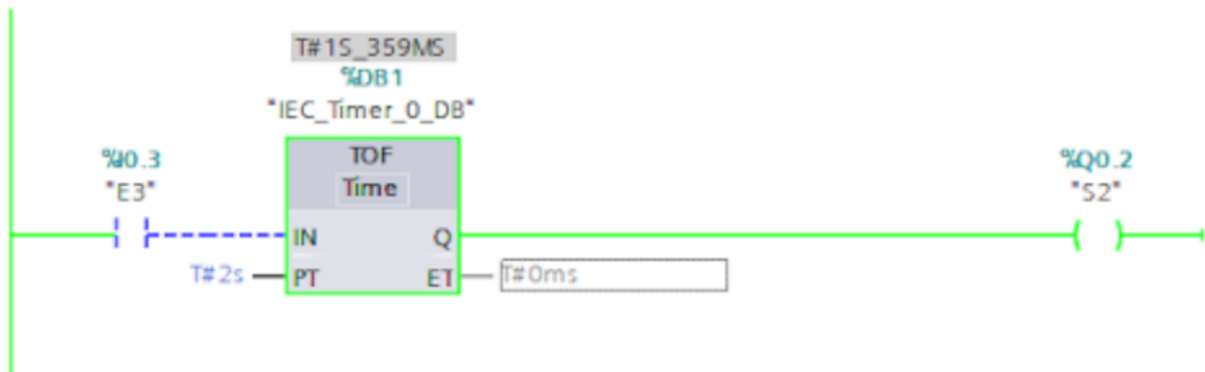 T#1S_359MS
%DB1
"IEC_Timer_0_DB"
%I0.3
"E3"
TOF
Time
%Q0.2
"S2"
IN
Q
T#2s
PT
ET
T#0ms